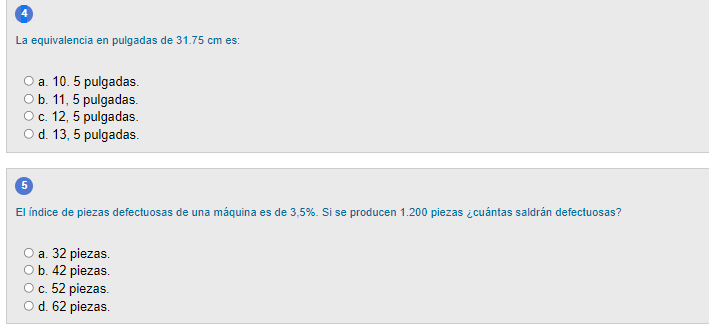 4
La equivalencia en pulgadas de 31.75 cm es:
a. 10. 5 pulgadas.
b. 11, 5 pulgadas.
c. 12, 5 pulgadas.
d. 13, 5 pulgadas.
5
El índice de piezas defectuosas de una máquina es de 3,5%. Si se producen 1.200 piezas ¿cuántas saldrán defectuosas?
a. 32 piezas.
b. 42 piezas.
c. 52 piezas.
d. 62 piezas.